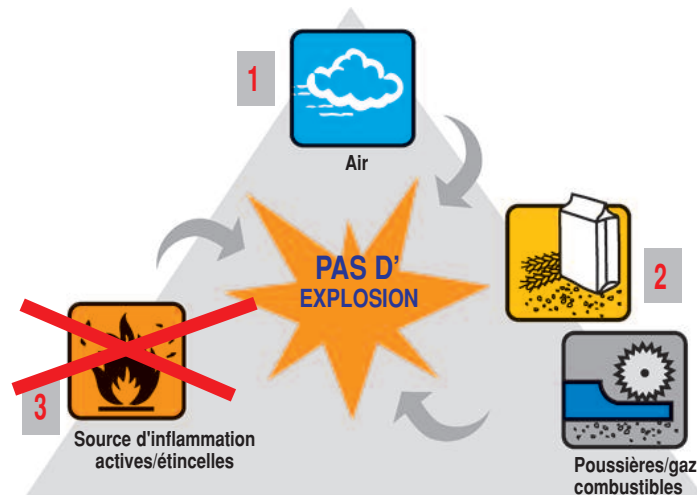 1
Air
PAS D'
EXPLOSION
2
3
Source d'inflammation
actives/étincelles
Poussières/gaz
combustibles